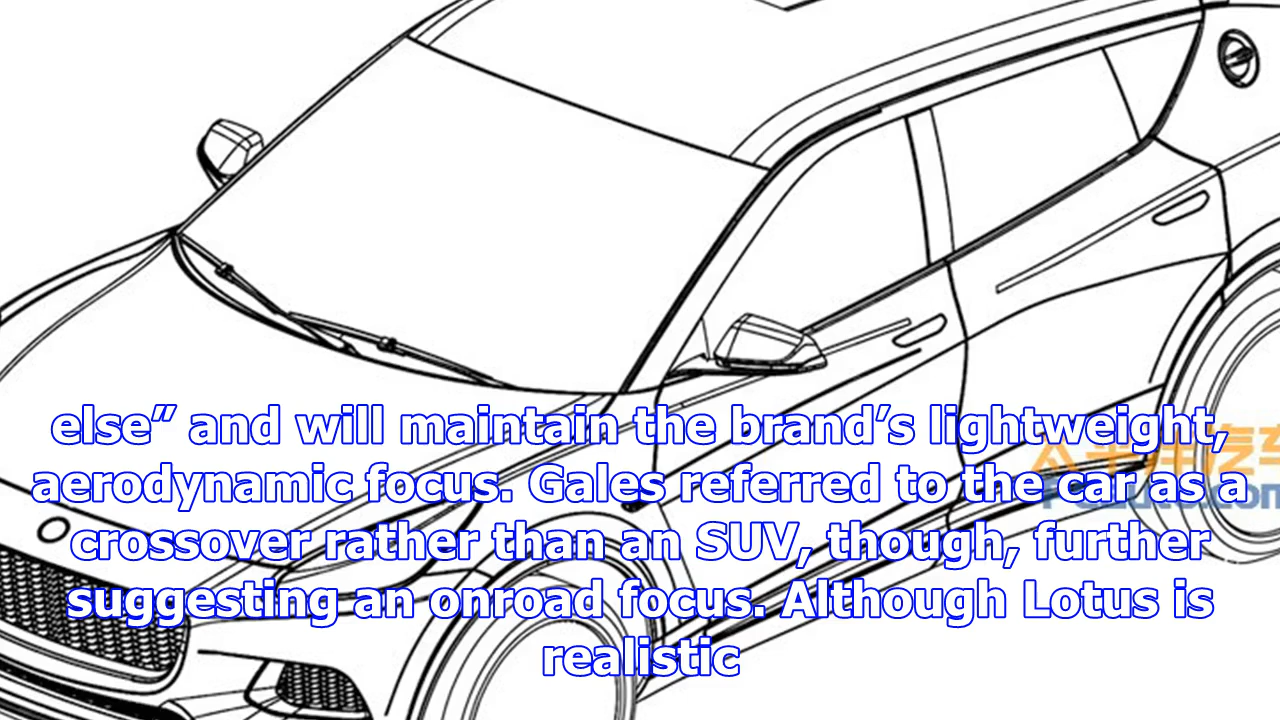 else” and will maintain the brand’s lightweight,
aerodynamic focus. Gales referred to the car as a
crossover rather than an SUV, though, further
suggesting an onroad focus. Although Lotus is
realistic